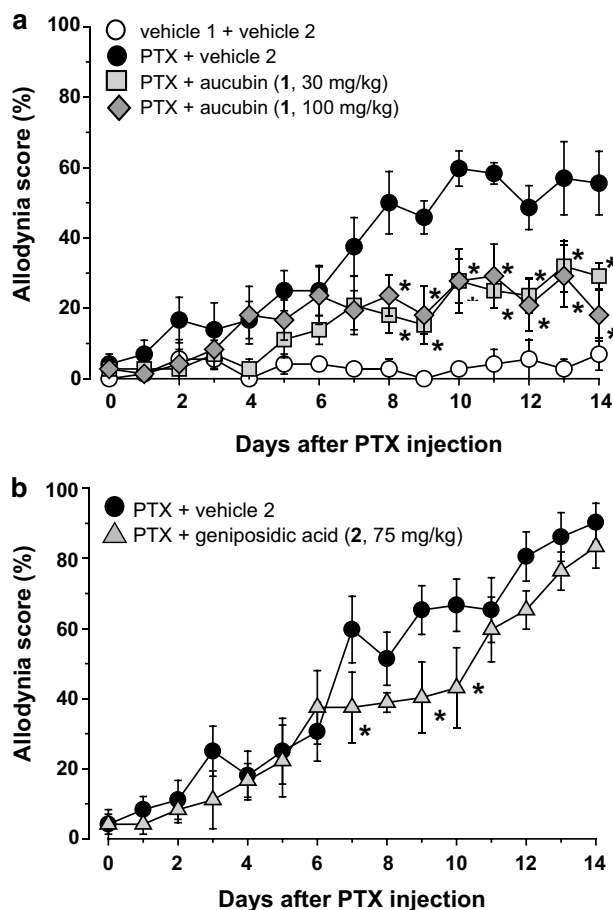 a
vehicle 1 + vehicle 2
PTX + vehicle 2
PTX + aucubin (1, 30 mg/kg)
PTX + aucubin (1, 100 mg/kg)
Allodynia score (%)
100
80
60
40
20
0
* * * * * * *
* * * * * * *
0 2 4 6 8 10 12 14
Days after PTX injection
b
PTX + vehicle 2
PTX + geniposidic acid (2, 75 mg/kg)
Allodynia score (%)
100
80
60
40
20
0
* * *
0 2 4 6 8 10 12 14
Days after PTX injection